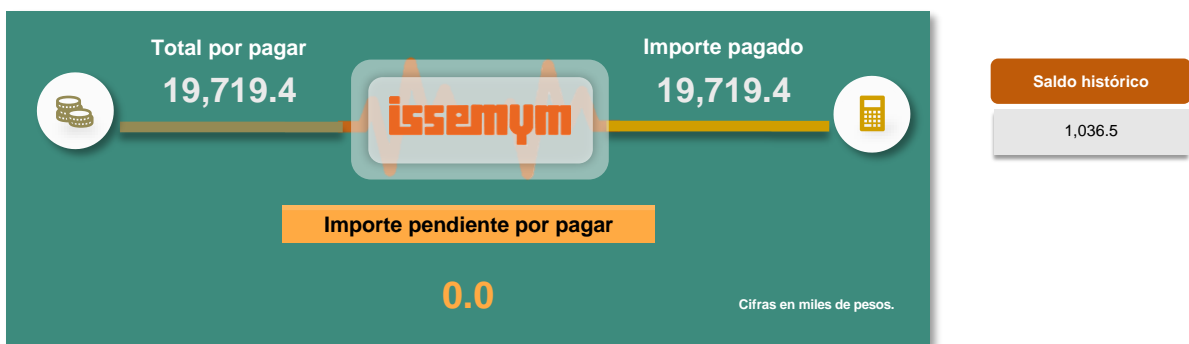 Total por pagar
19,719.4
issemym
Importe pagado
19,719.4
Importe pendiente por pagar
0.0
Cifras en miles de pesos.
Saldo histórico
1,036.5